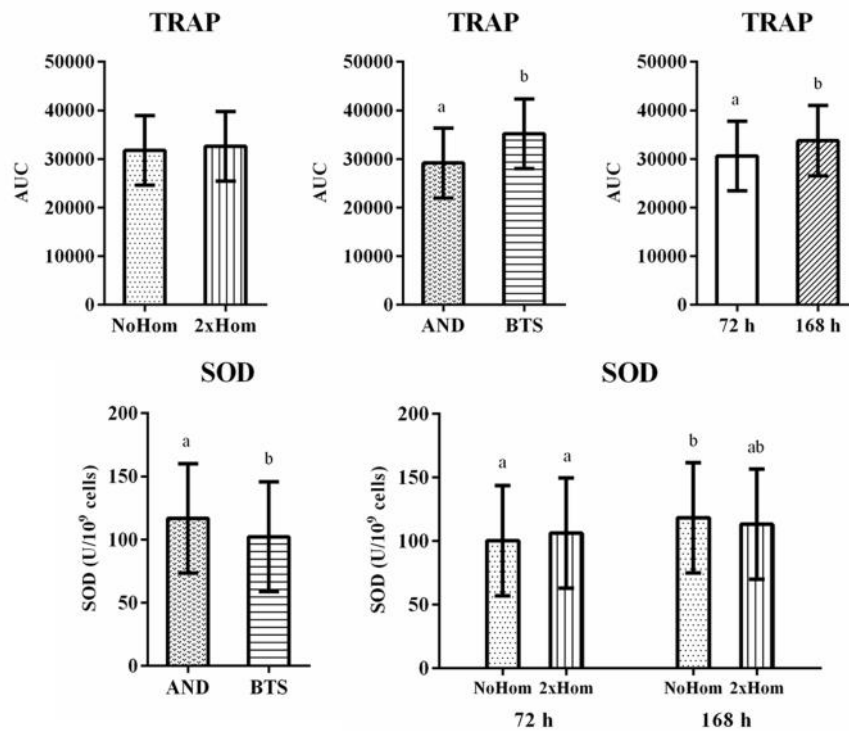 TRAP
AUC
50000
40000
30000
20000
10000
0
NoHom 2xHom
TRAP
AUC
50000
40000
30000
20000
10000
0
a
b
AND BTS
TRAP
AUC
50000
40000
30000
20000
10000
0
a
b
72 h 168 h
SOD
SOD (U/10⁹ cells)
200
150
100
50
0
a
b
AND BTS
SOD
SOD (U/10⁹ cells)
200
150
100
50
0
a
a
b
ab
NoHom 2xHom NoHom 2xHom
72 h 168 h